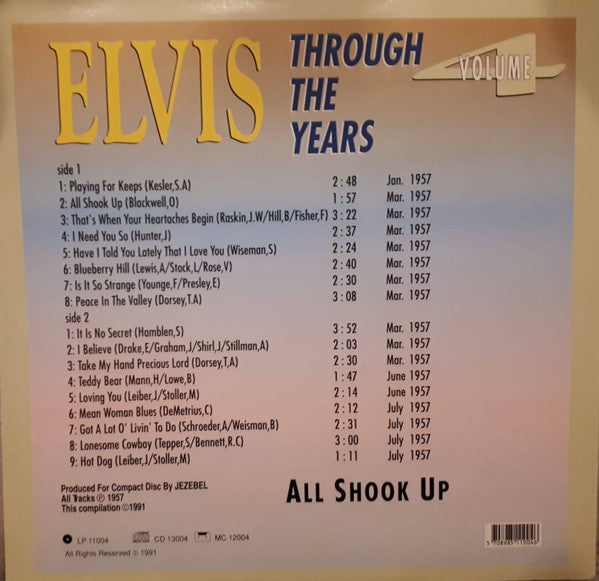 ELVIS THROUGH THE YEARS
VOLUME 4
side 1
1: Playing For Keeps (Kesler,S.A) 2:48 Jan. 1957
2: All Shook Up (Blackwell,O) 1:57 Mar. 1957
3: That's When Your Heartaches Begin (Raskin,J.W/Hill,B/Fisher,F) 3:22 Mar. 1957
4: I Need You So (Hunter,J) 2:37 Mar. 1957
5: Have I Told You Lately That I Love You (Wiseman,S) 2:24 Mar. 1957
6: Blueberry Hill (Lewis,A/Stock,L/Rose,V) 2:40 Mar. 1957
7: Is It So Strange (Younge,F/Presley,E) 2:30 Mar. 1957
8: Peace In The Valley (Dorsey,T.A) 3:08 Mar. 1957
side 2
1: It Is No Secret (Hamblen,S) 3:52 Mar. 1957
2: I Believe (Drake,E/Graham,J/Shirl,J/Stillman,A) 2:03 Mar. 1957
3: Take My Hand Precious Lord (Dorsey,T,A) 2:30 Mar. 1957
4: Teddy Bear (Mann,H/Lowe,B) 1:47 June 1957
5: Loving You (Leiber,J/Stoller,M) 2:14 June 1957
6: Mean Woman Blues (DeMetrius,C) 2:12 July 1957
7: Got A Lot O' Livin' To Do (Schroeder,A/Weisman,B) 2:31 July 1957
8: Lonesome Cowboy (Tepper,S/Bennett,R.C) 3:00 July 1957
9: Hot Dog (Leiber,J/Stoller,M) 1:11 July 1957
Produced For Compact Disc By JEZEBEL
All Tracks Ⓟ 1957
This compilation ©1991
ALL SHOOK UP
LP 11004 CD 13004 MC 12004
All Rights Reserved © 1991
5 708985 110046